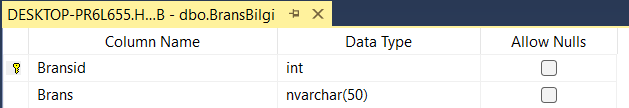 DESKTOP-PR6L655.H...B - dbo.BransBilgi
Column Name Data Type Allow Nulls
Bransid int
Brans nvarchar(50)